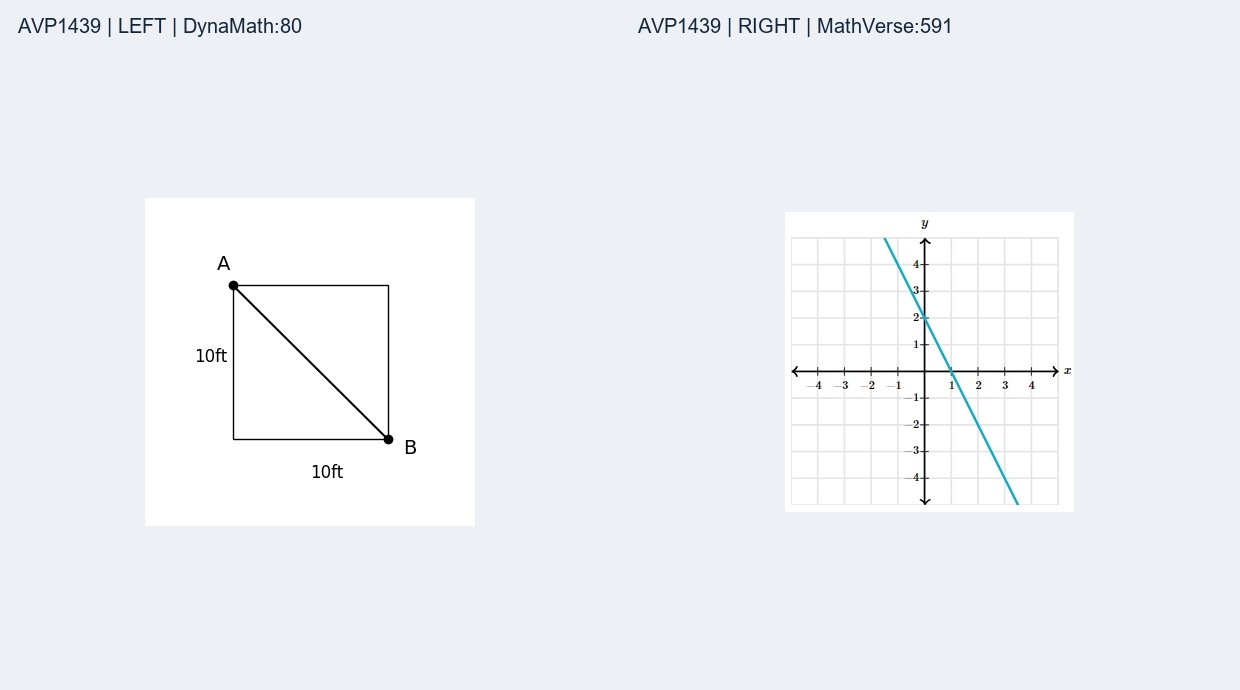 AVP1439 | LEFT | DynaMath:80
AVP1439 | RIGHT | MathVerse:591
A
10ft
B
10ft
y
4
3
2
1
−4 −3 −2 −1 1 2 3 4 x
−1
−2
−3
−4